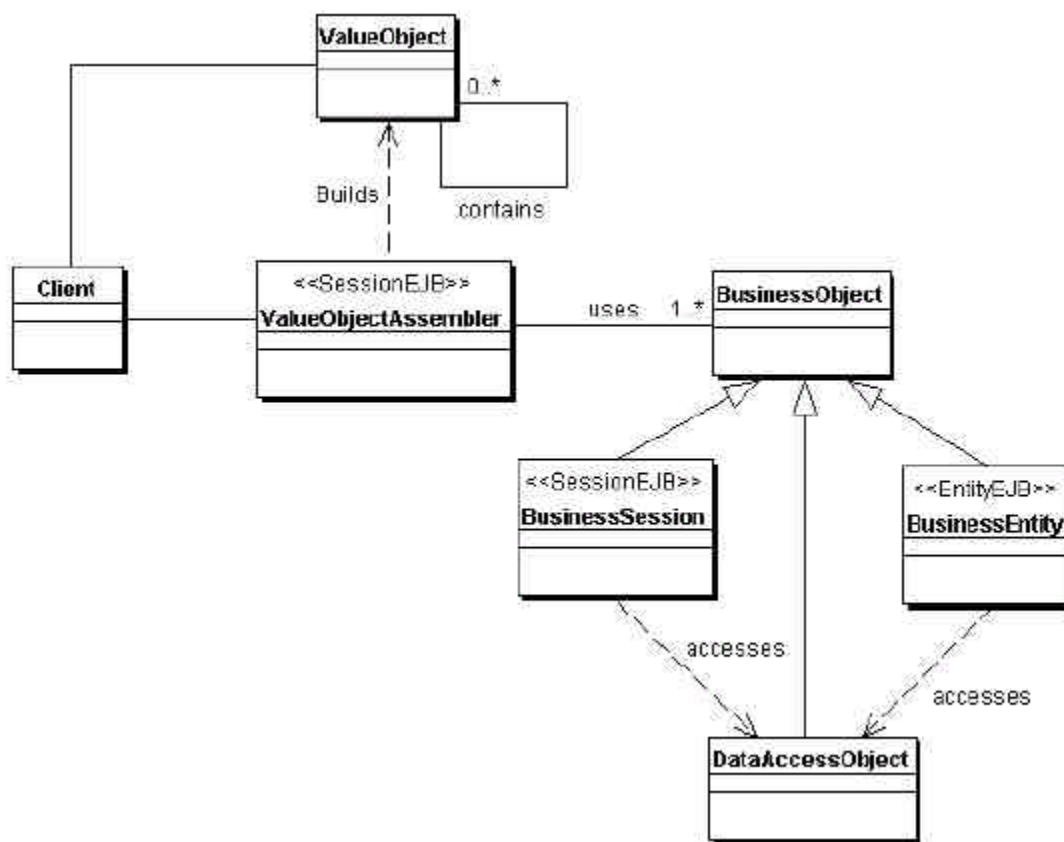 ValueObject
0..*
Builds
contains
Client
<<SessionEJB>>
ValueObjectAssembler
uses
1..*
BusinessObject
<<SessionEJB>>
BusinessSession
<<EntityEJB>>
BusinessEntity
accesses
accesses
DataAccessObject